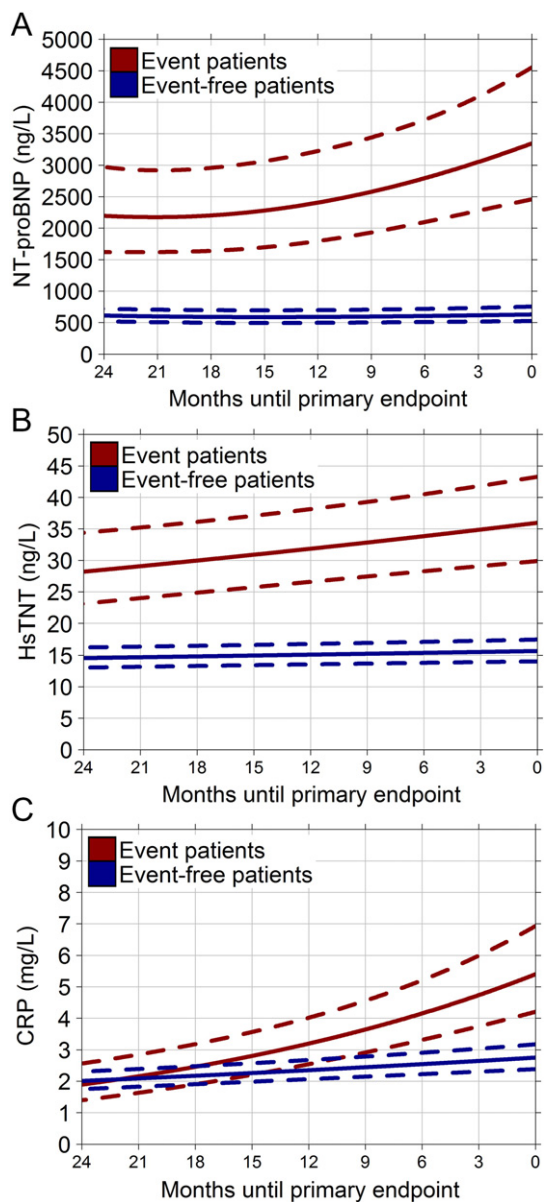 A
5000
4500
4000
3500
3000
2500
2000
1500
1000
500
0
NT-proBNP (ng/L)
Event patients
Event-free patients
24 21 18 15 12 9 6 3 0
Months until primary endpoint
B
50
45
40
35
30
25
20
15
10
5
0
HsTNT (ng/L)
Event patients
Event-free patients
24 21 18 15 12 9 6 3 0
Months until primary endpoint
C
10
9
8
7
6
5
4
3
2
1
0
CRP (mg/L)
Event patients
Event-free patients
24 21 18 15 12 9 6 3 0
Months until primary endpoint